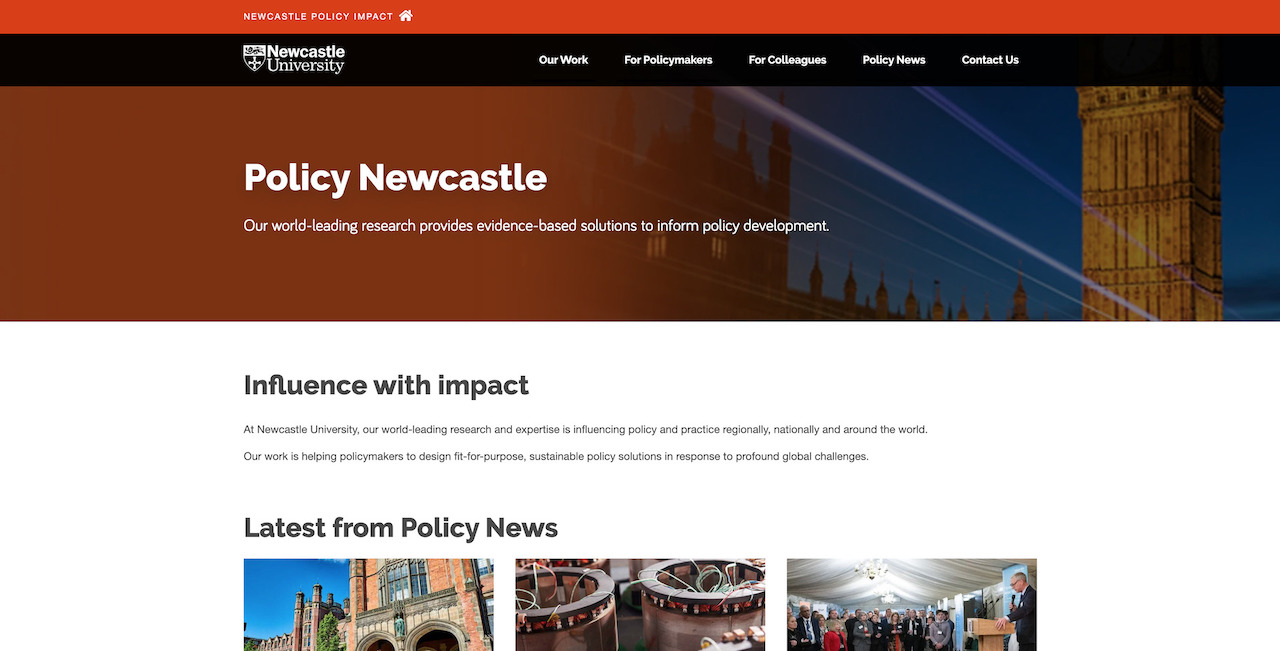 NEWCASTLE POLICY IMPACT
Newcastle
University
Our Work
For Policymakers
For Colleagues
Policy News
Contact Us
Policy Newcastle
Our world-leading research provides evidence-based solutions to inform policy development.
Influence with impact
At Newcastle University, our world-leading research and expertise is influencing policy and practice regionally, nationally and around the world.
Our work is helping policymakers to design fit-for-purpose, sustainable policy solutions in response to profound global challenges.
Latest from Policy News